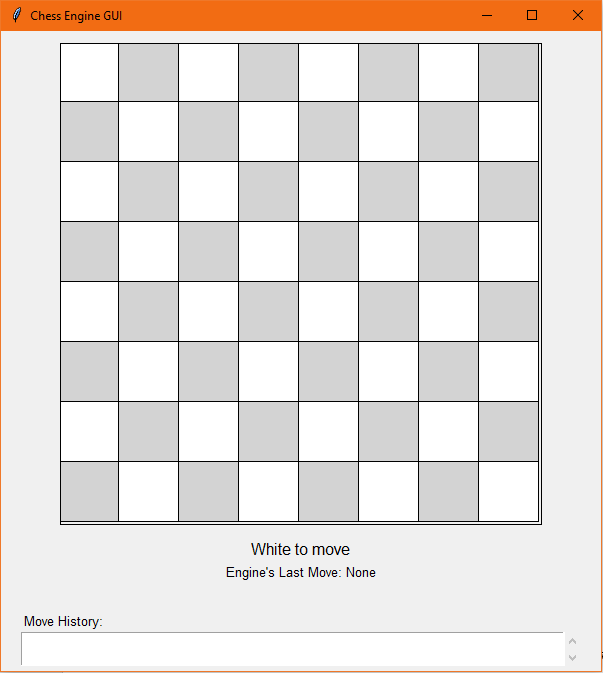 Chess Engine GUI
White to move
Engine's Last Move: None
Move History: